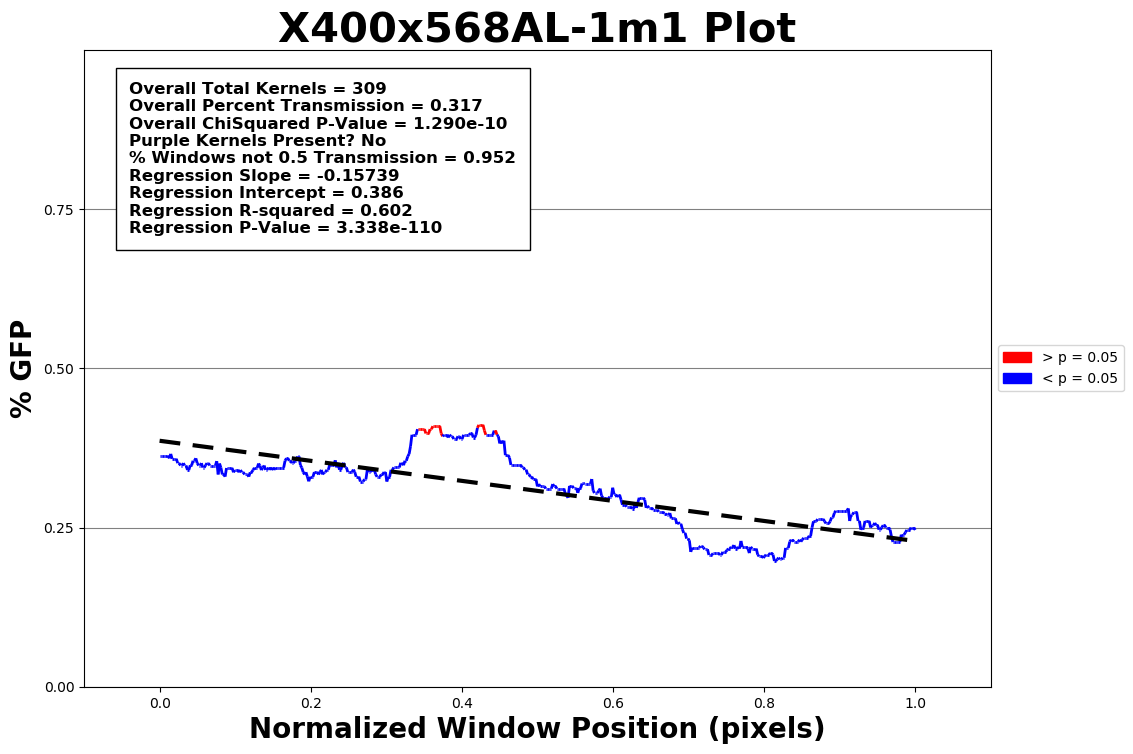 X400x568AL-1m1 Plot
Overall Total Kernels = 309
Overall Percent Transmission = 0.317
Overall ChiSquared P-Value = 1.290e-10
Purple Kernels Present? No
% Windows not 0.5 Transmission = 0.952
Regression Slope = -0.15739
Regression Intercept = 0.386
Regression R-squared = 0.602
Regression P-Value = 3.338e-110
% GFP
0.75
0.50
0.25
0.00
> p = 0.05
< p = 0.05
0.0 0.2 0.4 0.6 0.8 1.0
Normalized Window Position (pixels)